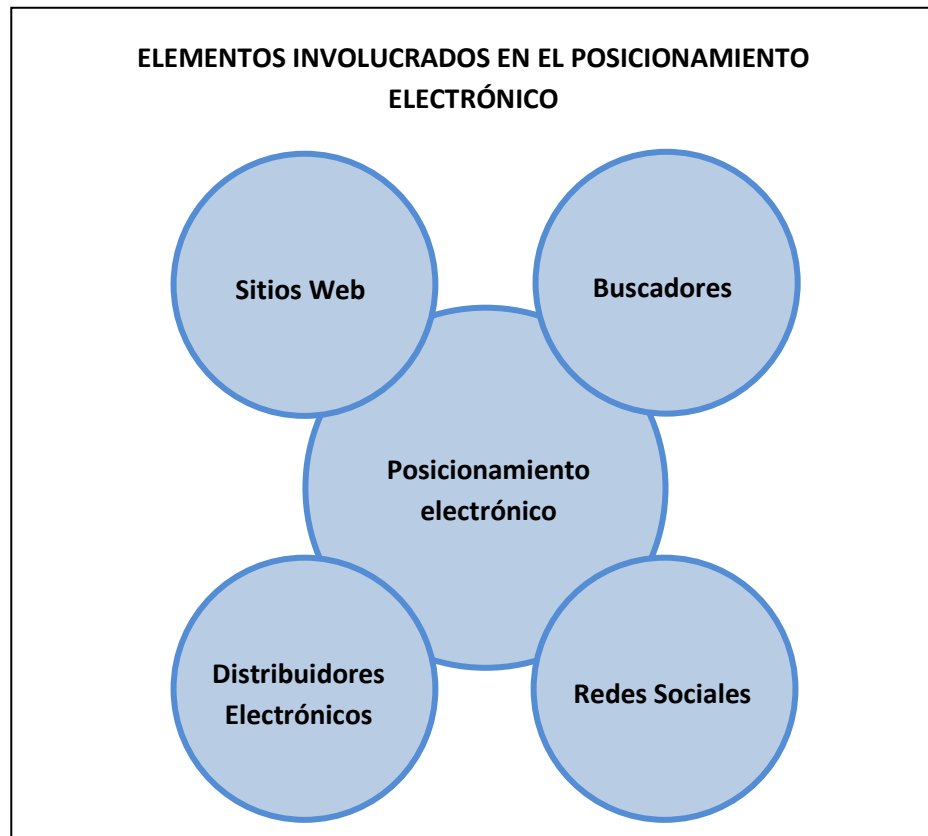 ELEMENTOS INVOLUCRADOS EN EL POSICIONAMIENTO
ELECTRÓNICO
Sitios Web
Buscadores
Posicionamiento
electrónico
Distribuidores
Electrónicos
Redes Sociales